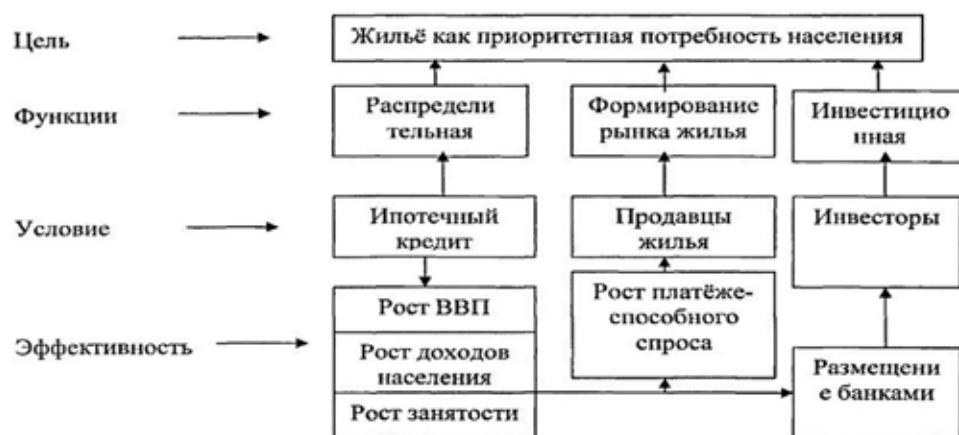 Цель
Жильё как приоритетная потребность населения
Функции
Распредели
тельная
Формирование
рынка жилья
Инвестицио
нная
Условие
Ипотечный
кредит
Продавцы
жилья
Инвесторы
Эффективность
Рост ВВП
Рост доходов
населения
Рост занятости
Рост платёже-
способного
спроса
Размещени
е банками